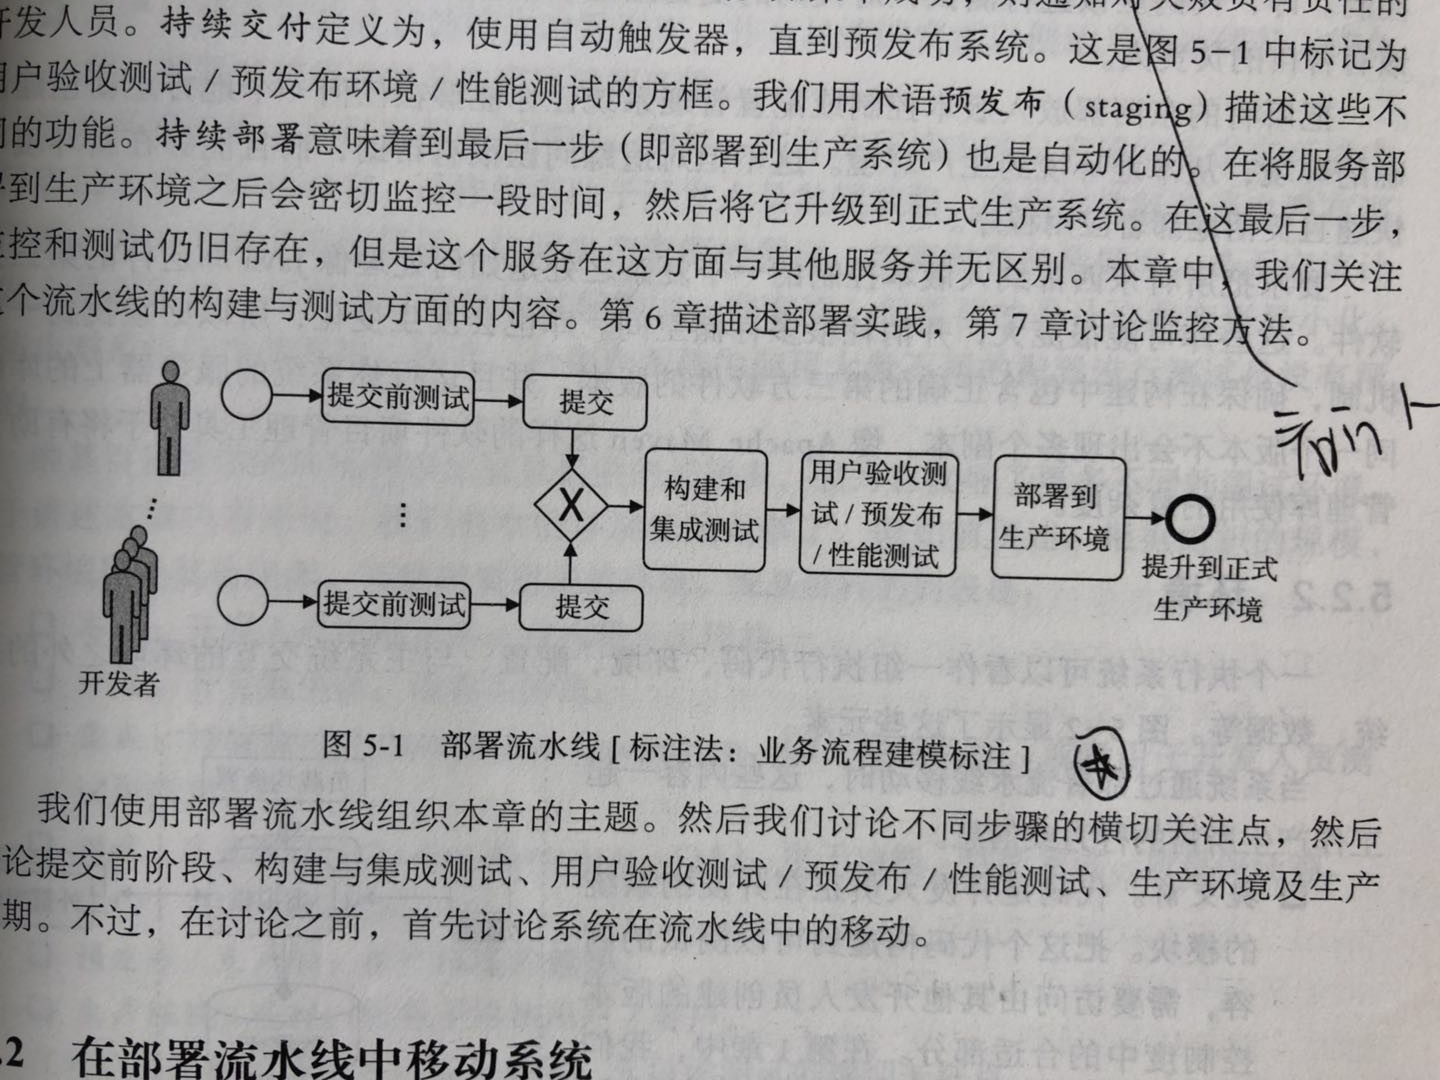 开发人员。持续交付定义为，使用自动触发器，直到预发布系统。这是图 5-1 中标记为
用户验收测试 / 预发布环境 / 性能测试的方框。我们用术语预发布（staging）描述这些不
同的功能。持续部署意味着到最后一步（即部署到生产系统）也是自动化的。在将服务部
署到生产环境之后会密切监控一段时间，然后将它升级到正式生产系统。在这最后一步，
监控和测试仍旧存在，但是这个服务在这方面与其他服务并无区别。本章中，我们关注
这个流水线的构建与测试方面的内容。第 6 章描述部署实践，第 7 章讨论监控方法。
提交前测试
提交
X
构建和
集成测试
用户验收测
试 / 预发布
/ 性能测试
部署到
生产环境
提升到正式
生产环境
提交前测试
提交
开发者
图 5-1 部署流水线 [ 标注法：业务流程建模标注 ]
我们使用部署流水线组织本章的主题。然后我们讨论不同步骤的横切关注点，然后
论提交前阶段、构建与集成测试、用户验收测试 / 预发布 / 性能测试、生产环境及生产
期。不过，在讨论之前，首先讨论系统在流水线中的移动。
.2 在部署流水线中移动系统